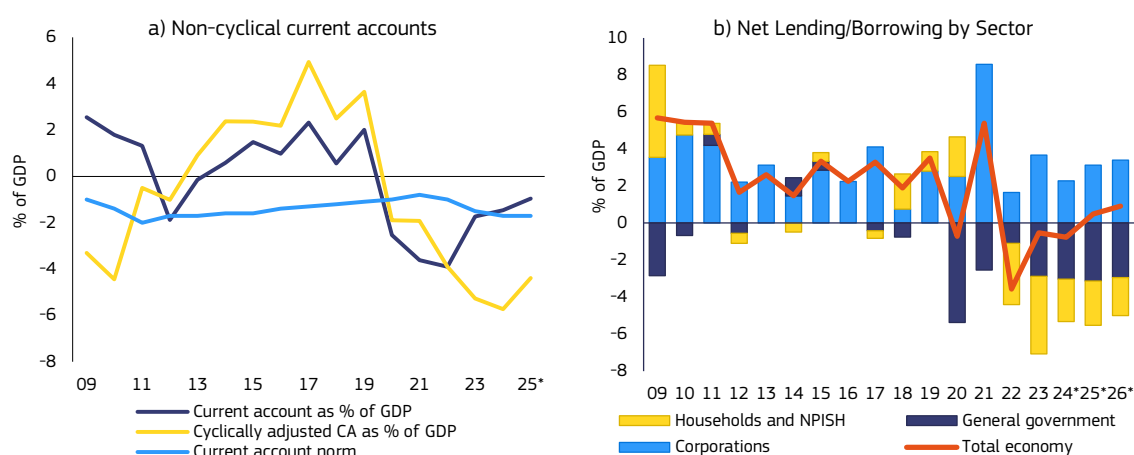 a) Non-cyclical current accounts
6
4
2
0
-2
-4
-6
-8
% of GDP
09 11 13 15 17 19 21 23 25*
Current account as % of GDP
Cyclically adjusted CA as % of GDP
Current account norm
b) Net Lending/Borrowing by Sector
10
8
6
4
2
0
-2
-4
-6
-8
% of GDP
09 10 11 12 13 14 15 16 17 18 19 20 21 22 23 24*25*26*
Households and NPISH General government
Corporations Total economy